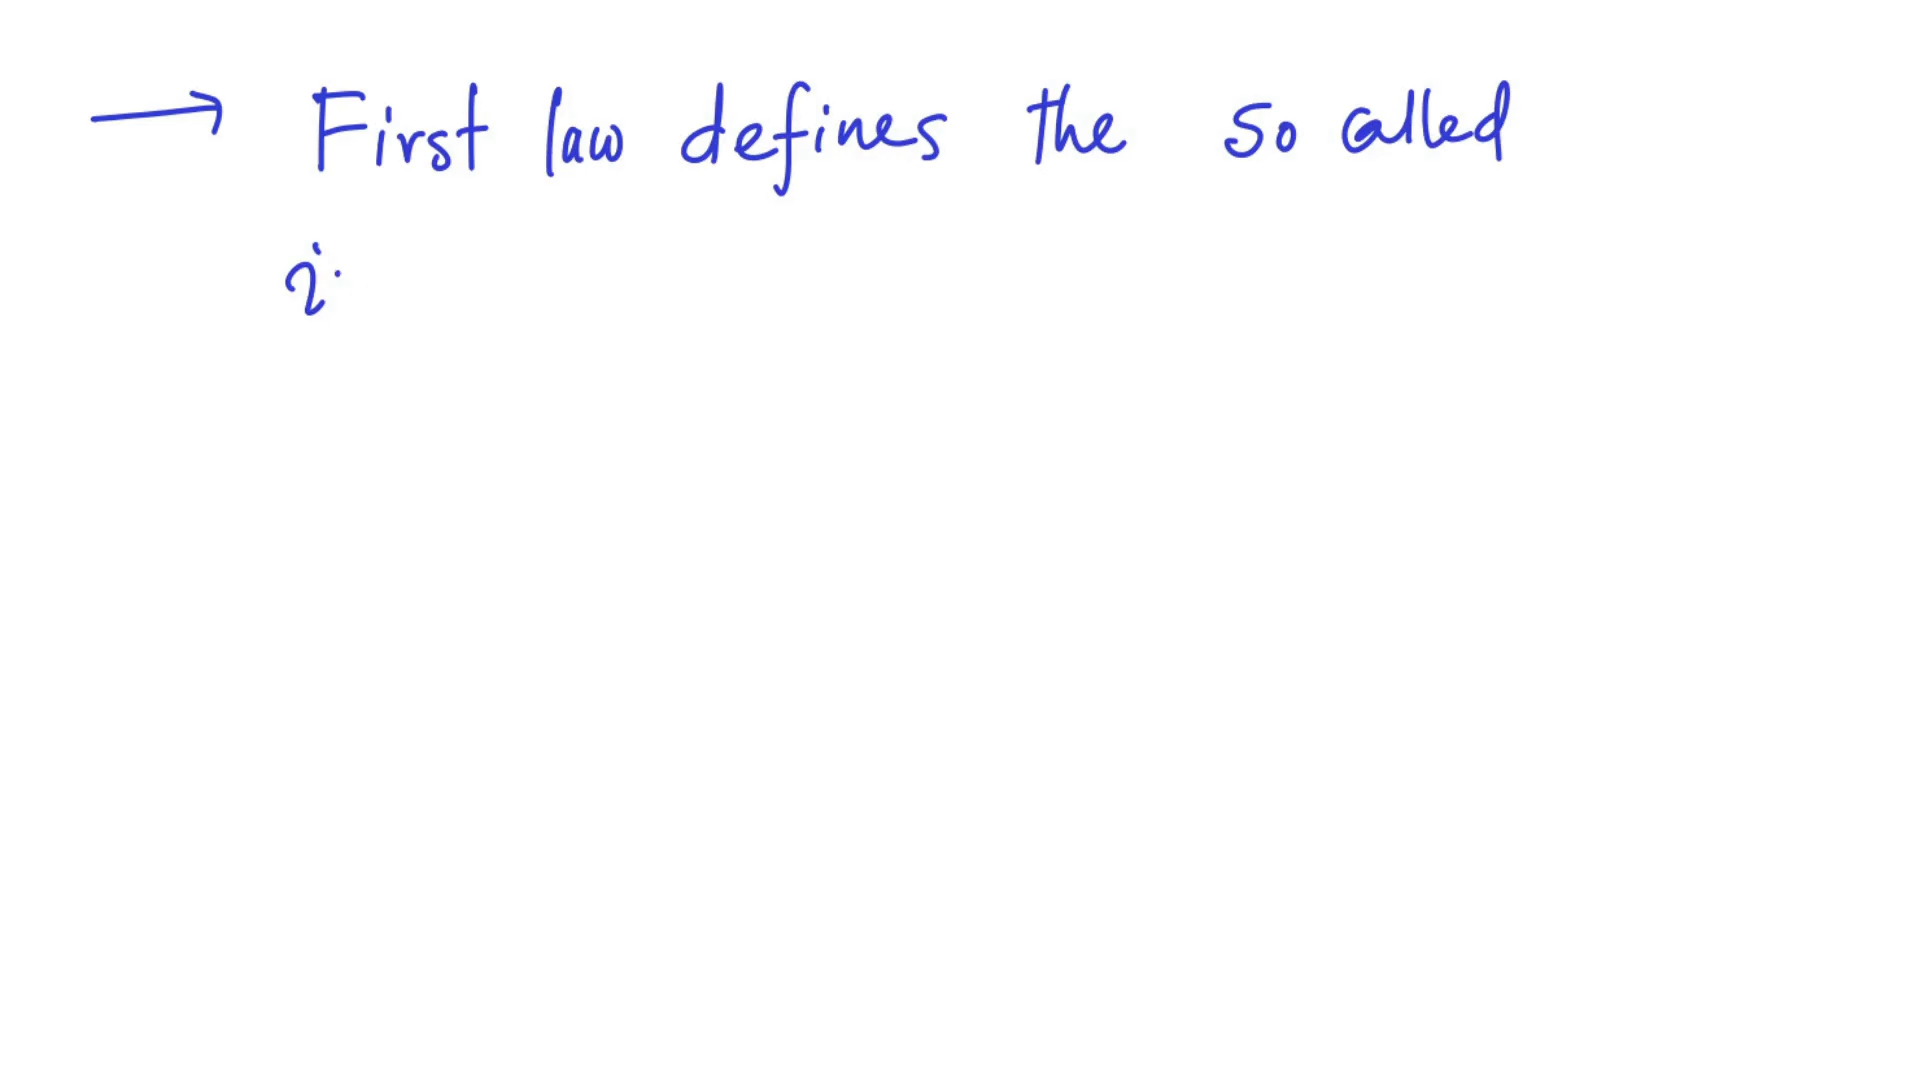 → First law defines the so called
i